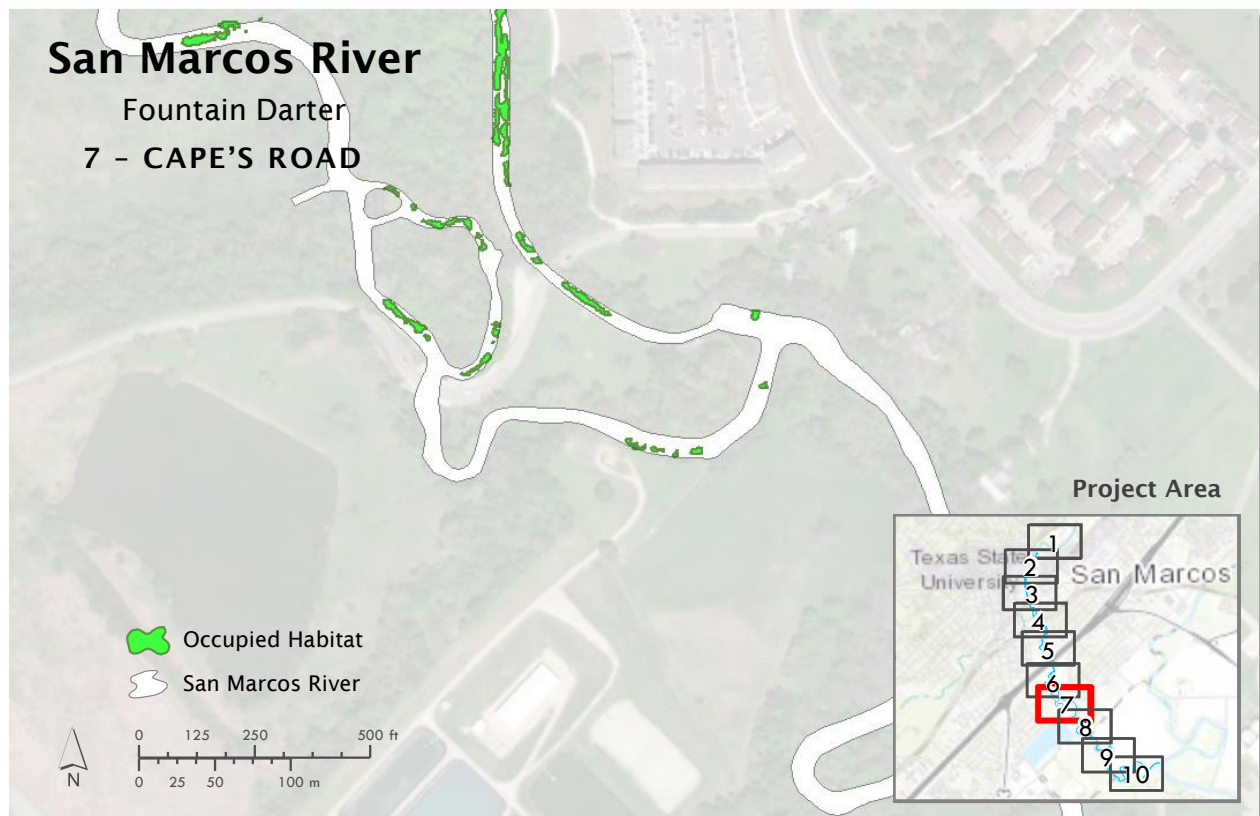 San Marcos River
Fountain Darter
7 – CAPE’S ROAD
Project Area
Texas State
University
San Marcos
1
2
3
4
5
6
7
8
9
10
3
Occupied Habitat
San Marcos River
N
0 125 250 500 ft
0 25 50 100 m